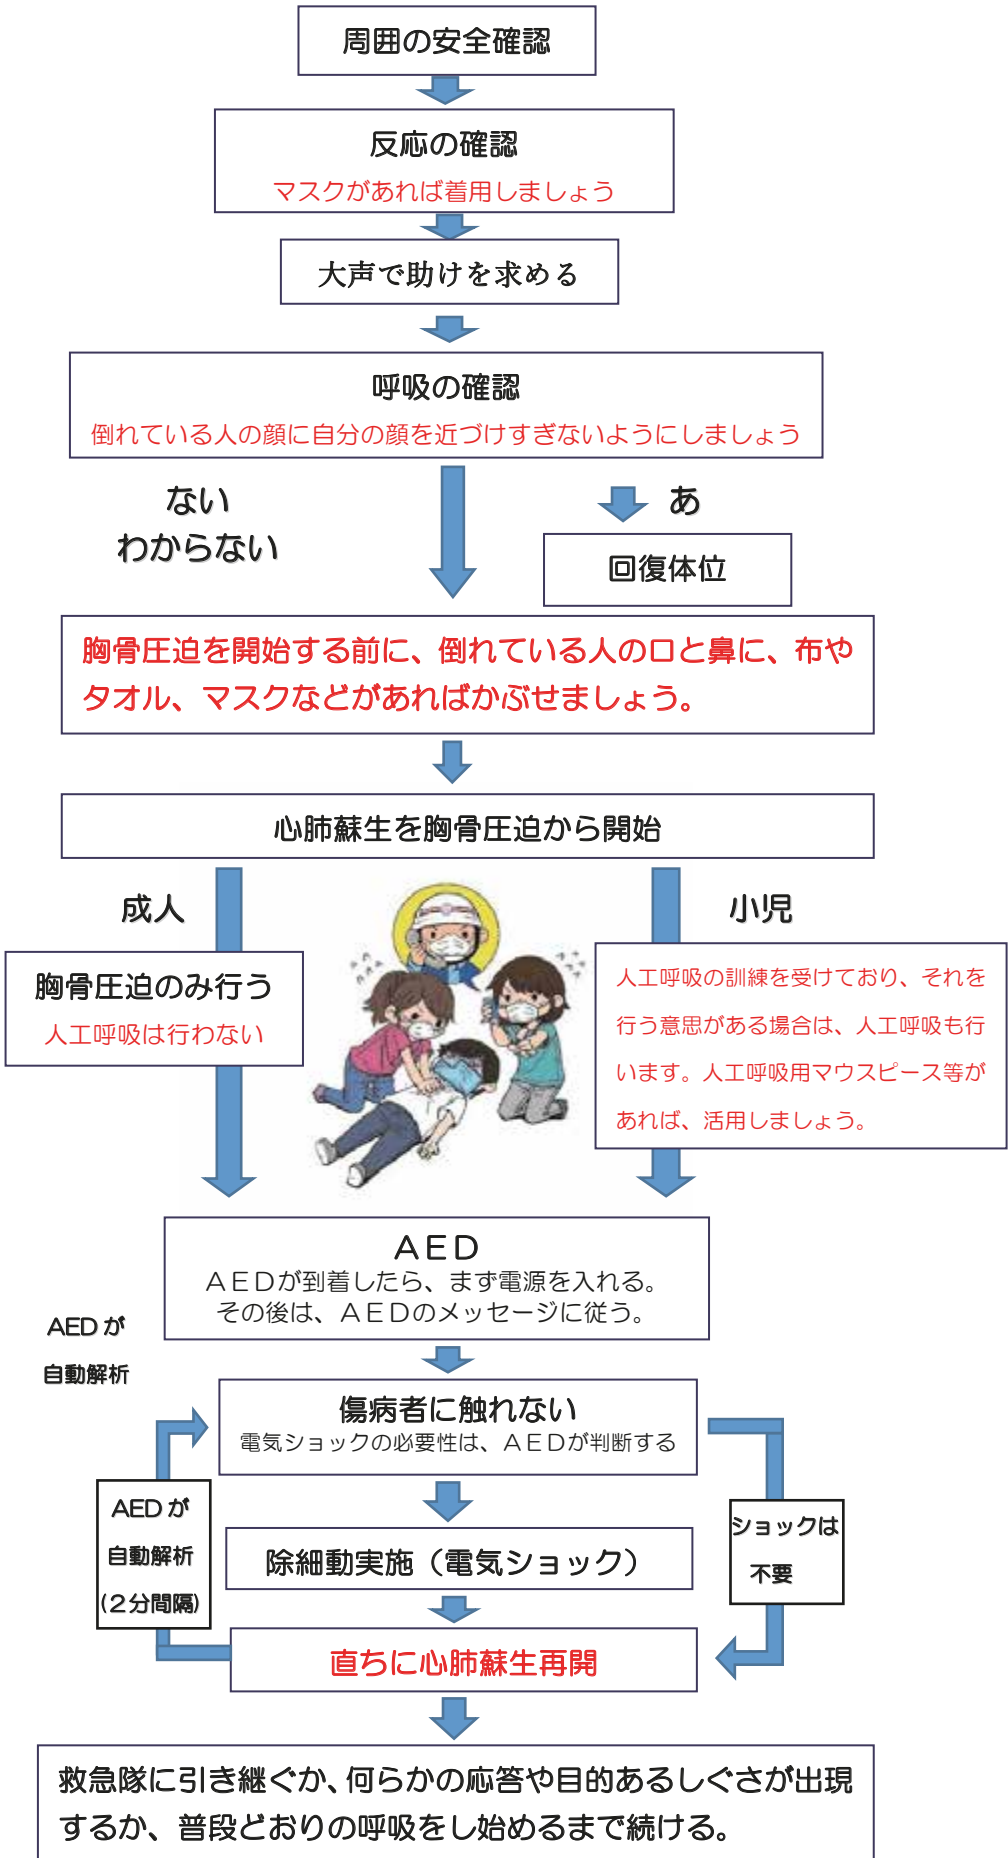 周囲の安全確認
反応の確認
マスクがあれば着用しましょう
大声で助けを求める
呼吸の確認
倒れている人の顔に自分の顔を近づけすぎないようにしましょう
ない
わからない
あ
回復体位
胸骨圧迫を開始する前に、倒れている人の口と鼻に、布や
タオル、マスクなどがあればかぶせましょう。
心肺蘇生を胸骨圧迫から開始
成人
小児
胸骨圧迫のみ行う
人工呼吸は行わない
人工呼吸の訓練を受けており、それを
行う意思がある場合は、人工呼吸も行
います。人工呼吸用マウスピース等が
あれば、活用しましょう。
ＡＥＤ
ＡＥＤが到着したら、まず電源を入れる。
その後は、ＡＥＤのメッセージに従う。
AEDが
自動解析
傷病者に触れない
電気ショックの必要性は、ＡＥＤが判断する
AEDが
自動解析
(２分間隔)
ショックは
不要
除細動実施（電気ショック）
直ちに心肺蘇生再開
救急隊に引き継ぐか、何らかの応答や目的あるしぐさが出現
するか、普段どおりの呼吸をし始めるまで続ける。